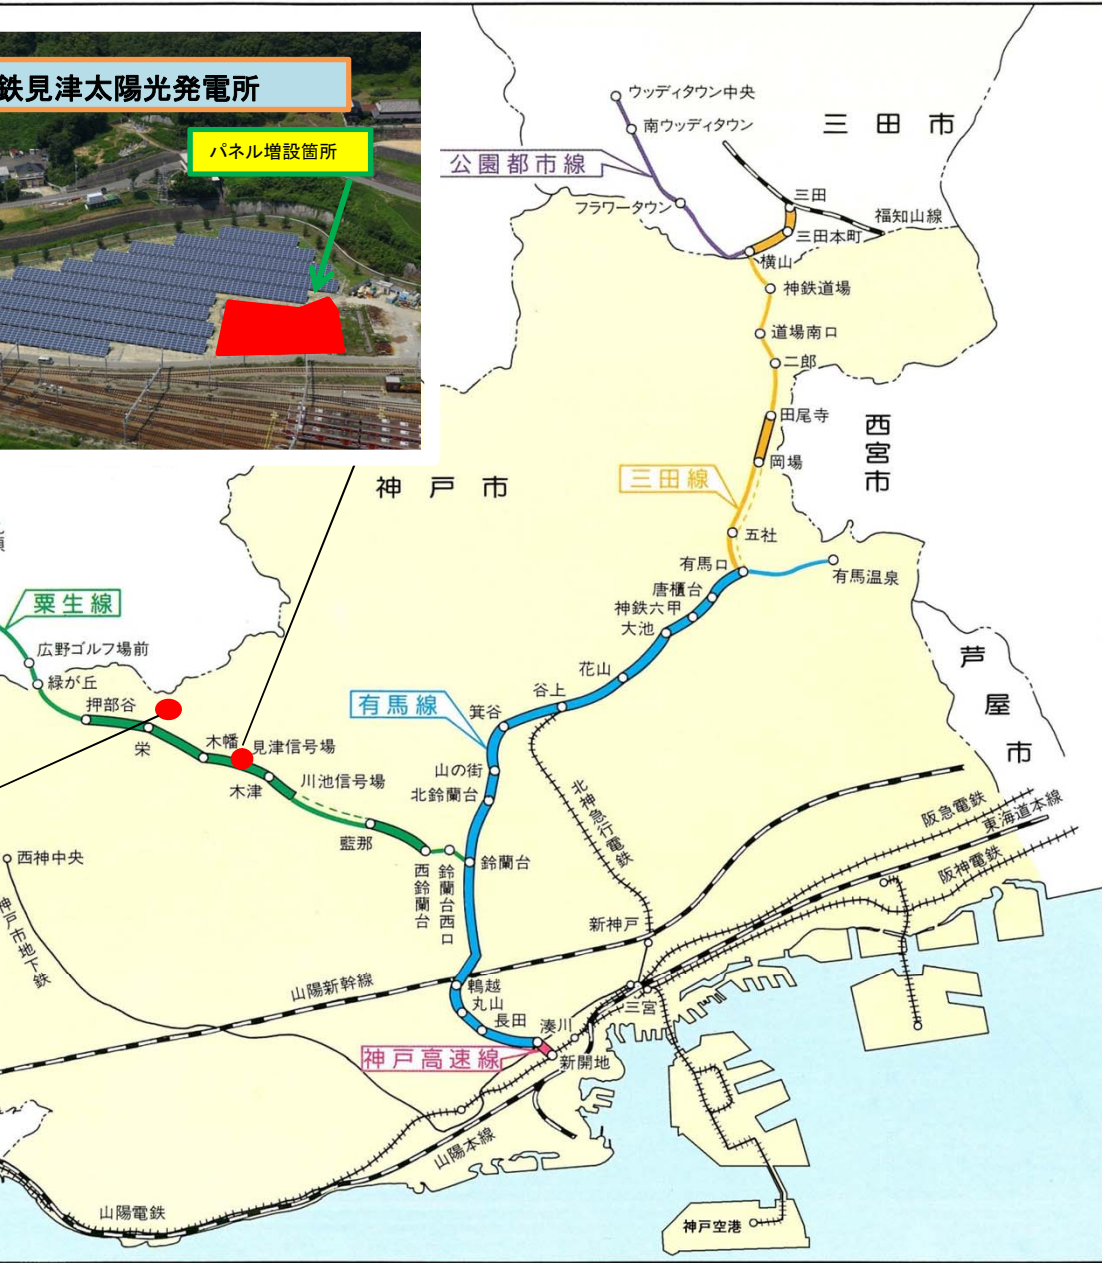 鉄見津太陽光発電所
パネル増設箇所
ウッディタウン中央
南ウッディタウン
三田市
公園都市線
フラワータウン
三田
福知山線
三田本町
横山
神鉄道場
道場南口
二郎
田尾寺
西宮市
岡場
三田線
神戸市
五社
有馬口
有馬温泉
唐櫃台
神鉄六甲
大池
粟生線
広野ゴルフ場前
緑が丘
押部谷
栄
木幡
見津信号場
木津
川池信号場
藍那
西鈴蘭台
鈴蘭台西口
鈴蘭台
花山
谷上
箕谷
有馬線
山の街
北鈴蘭台
北神急行電鉄
芦屋市
阪急電鉄
東海道本線
阪神電鉄
西神中央
神戸市地下鉄
新神戸
山陽新幹線
鵯越
丸山
長田
湊川
三宮
神戸高速線
新開地
山陽本線
山陽電鉄
神戸空港